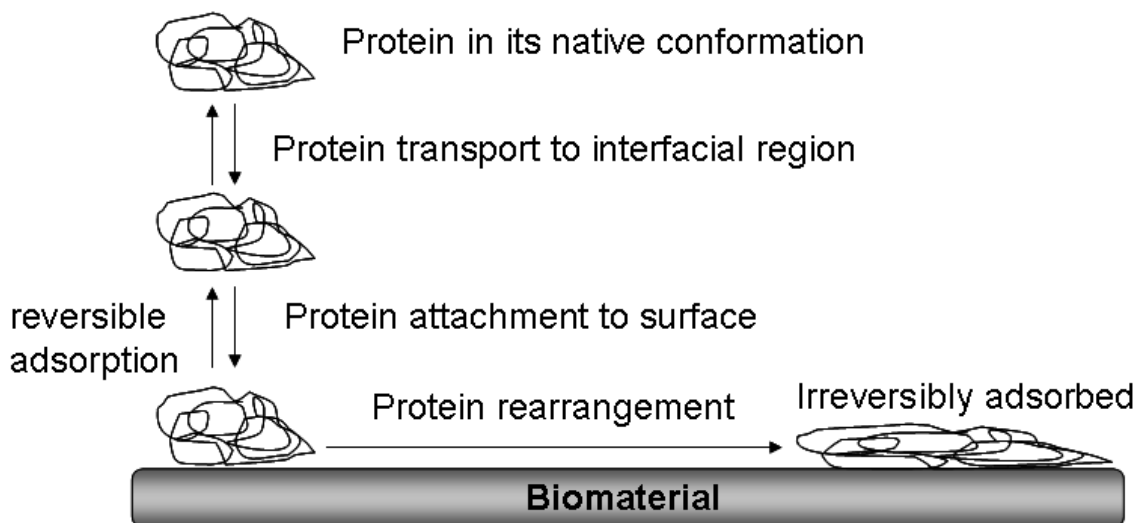 Protein in its native conformation
Protein transport to interfacial region
reversible
adsorption
Protein attachment to surface
Protein rearrangement
Irreversibly adsorbed
Biomaterial